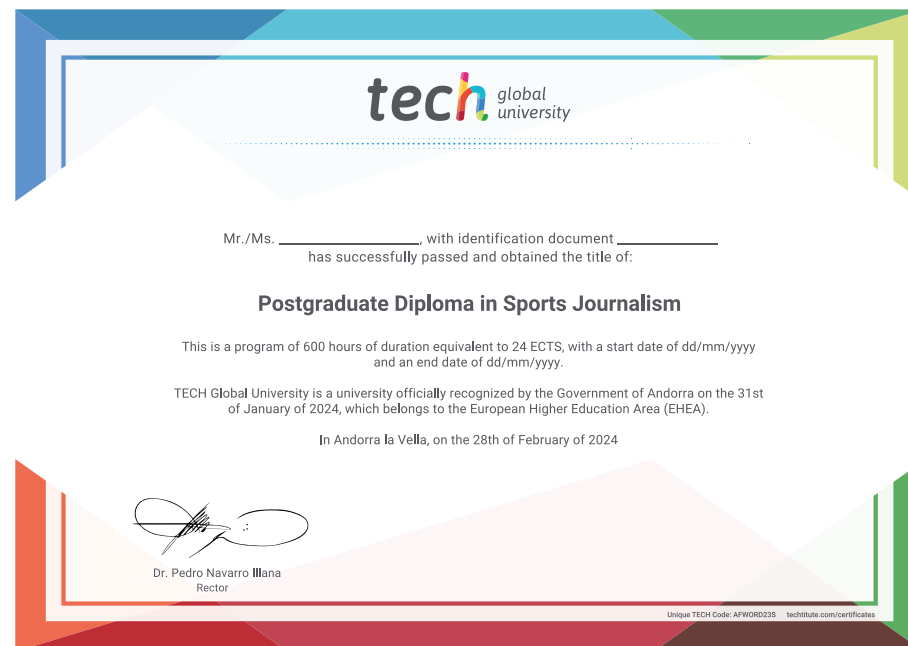 tech global university
Mr./Ms. ____________________, with identification document ______________
has successfully passed and obtained the title of:
Postgraduate Diploma in Sports Journalism
This is a program of 600 hours of duration equivalent to 24 ECTS, with a start date of dd/mm/yyyy
and an end date of dd/mm/yyyy.
TECH Global University is a university officially recognized by the Government of Andorra on the 31st
of January of 2024, which belongs to the European Higher Education Area (EHEA).
In Andorra la Vella, on the 28th of February of 2024
Dr. Pedro Navarro Illana
Rector
Unique TECH Code: AFWORD23S techtitute.com/certificates